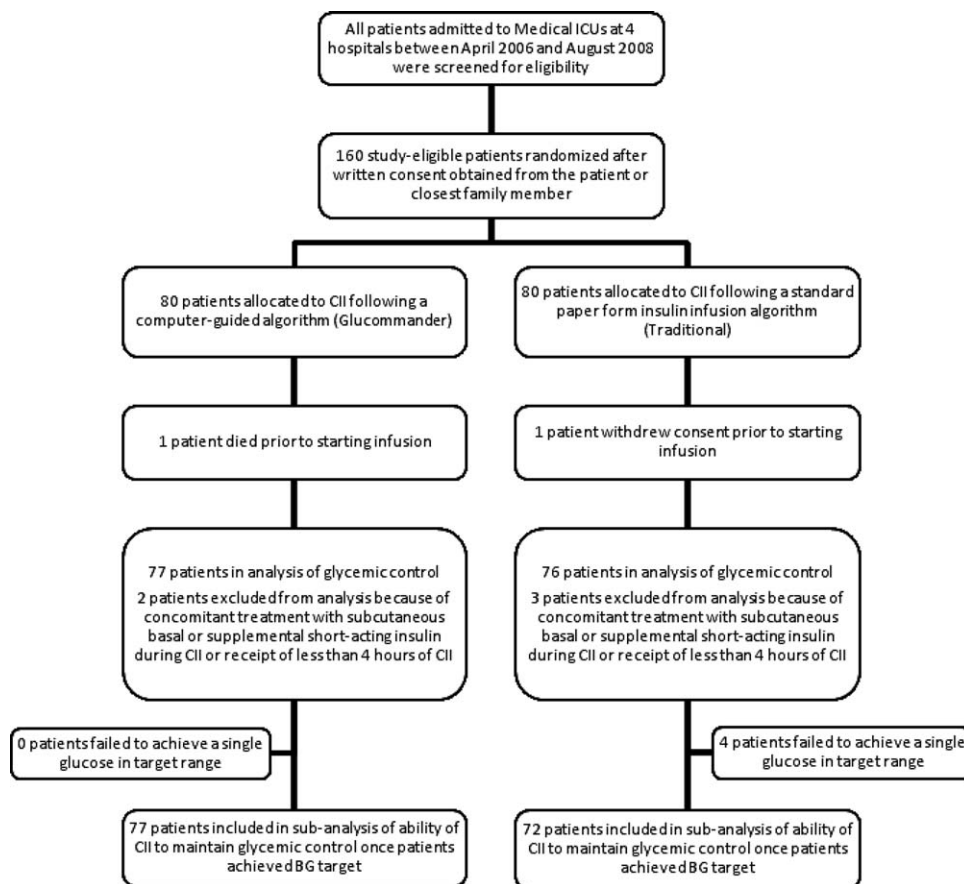 All patients admitted to Medical ICUs at 4
hospitals between April 2006 and August 2008
were screened for eligibility
160 study-eligible patients randomized after
written consent obtained from the patient or
closest family member
80 patients allocated to CII following a
computer-guided algorithm (Glucommander)
80 patients allocated to CII following a standard
paper form insulin infusion algorithm
(Traditional)
1 patient died prior to starting infusion
1 patient withdrew consent prior to starting
infusion
77 patients in analysis of glycemic control
2 patients excluded from analysis because of
concomitant treatment with subcutaneous
basal or supplemental short-acting insulin
during CII or receipt of less than 4 hours of CII
76 patients in analysis of glycemic control
3 patients excluded from analysis because of
concomitant treatment with subcutaneous
basal or supplemental short-acting insulin
during CII or receipt of less than 4 hours of CII
0 patients failed to achieve a single
glucose in target range
4 patients failed to achieve a single
glucose in target range
77 patients included in sub-analysis of ability of
CII to maintain glycemic control once patients
achieved BG target
72 patients included in sub-analysis of ability of
CII to maintain glycemic control once patients
achieved BG target